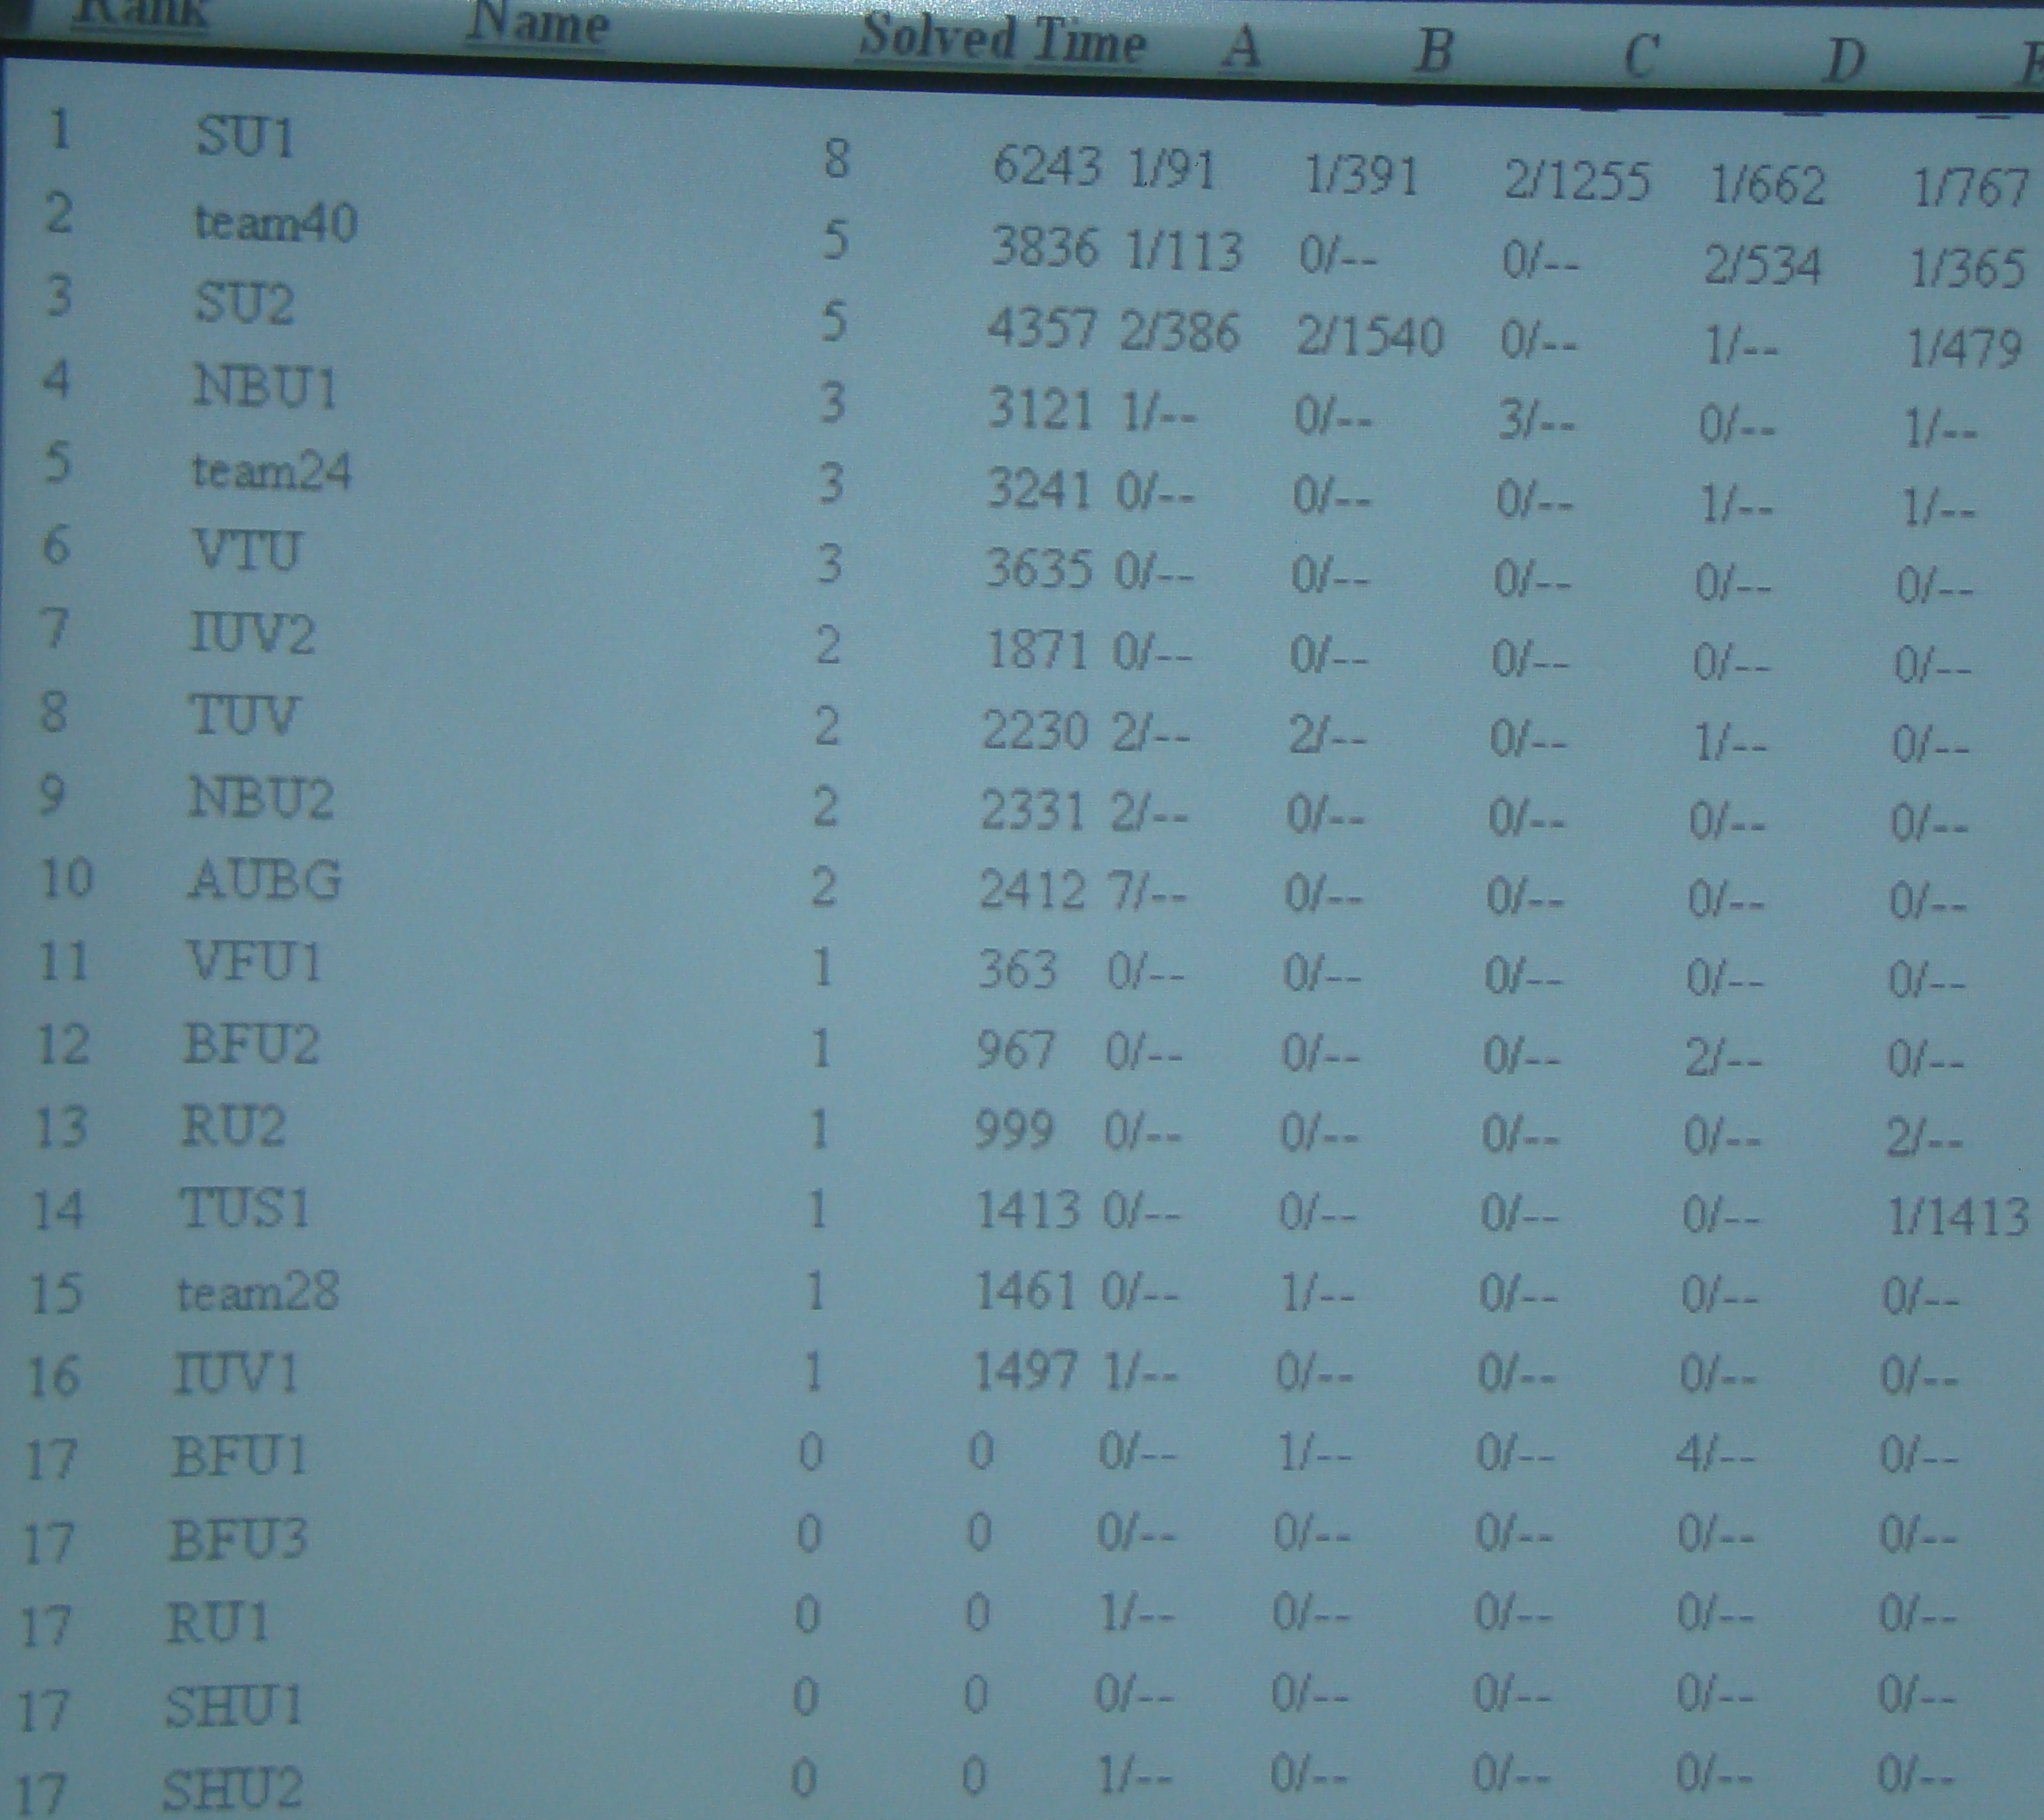 Rank Name Solved Time A B C D E
1 SU1 8 6243 1/91 1/391 2/1255 1/662 1/767
2 team40 5 3836 1/113 0/-- 0/-- 2/534 1/365
3 SU2 5 4357 2/386 2/1540 0/-- 1/-- 1/479
4 NBU1 3 3121 1/-- 0/-- 3/-- 0/-- 1/--
5 team24 3 3241 0/-- 0/-- 0/-- 1/-- 1/--
6 VTU 3 3635 0/-- 0/-- 0/-- 0/-- 0/--
7 IUV2 2 1871 0/-- 0/-- 0/-- 0/-- 0/--
8 TUV 2 2230 2/-- 2/-- 0/-- 1/-- 0/--
9 NBU2 2 2331 2/-- 0/-- 0/-- 0/-- 0/--
10 AUBG 2 2412 7/-- 0/-- 0/-- 0/-- 0/--
11 VFU1 1 363 0/-- 0/-- 0/-- 0/-- 0/--
12 BFU2 1 967 0/-- 0/-- 0/-- 2/-- 0/--
13 RU2 1 999 0/-- 0/-- 0/-- 0/-- 2/--
14 TUS1 1 1413 0/-- 0/-- 0/-- 0/-- 1/1413
15 team28 1 1461 0/-- 1/-- 0/-- 0/-- 0/--
16 IUV1 1 1497 1/-- 0/-- 0/-- 0/-- 0/--
17 BFU1 0 0 0/-- 1/-- 0/-- 4/-- 0/--
17 BFU3 0 0 0/-- 0/-- 0/-- 0/-- 0/--
17 RU1 0 0 1/-- 0/-- 0/-- 0/-- 0/--
17 SHU1 0 0 0/-- 0/-- 0/-- 0/-- 0/--
17 SHU2 0 0 1/-- 0/-- 0/-- 0/-- 0/--